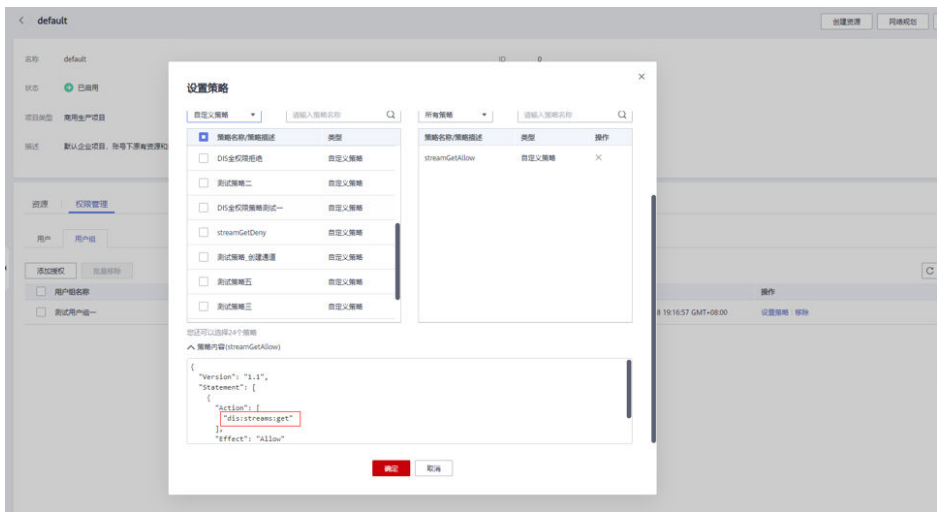 default
创建资源 网络规划
名称 default
ID 0
状态 已启用
项目类型 商用生产项目
描述 默认企业项目，账号下原有资源和
资源 权限管理
用户 用户组
添加授权 批量移除
用户组名称 操作
测试用户组一 8 19:16:57 GMT+08:00 设置策略 移除
设置策略
自定义策略 请输入策略名称
策略名称/策略描述 类型
DIS全权限拒绝 自定义策略
测试策略二 自定义策略
DIS全权限策略测试一 自定义策略
streamGetDeny 自定义策略
测试策略_创建通道 自定义策略
测试策略五 自定义策略
测试策略三 自定义策略
所有策略 请输入策略名称
策略名称/策略描述 类型 操作
streamGetAllow 自定义策略
您还可以选择24个策略
策略内容(streamGetAllow)
{
"Version": "1.1",
"Statement": [
{
"Action": [
"dis:streams:get"
],
"Effect": "Allow"
确定 取消